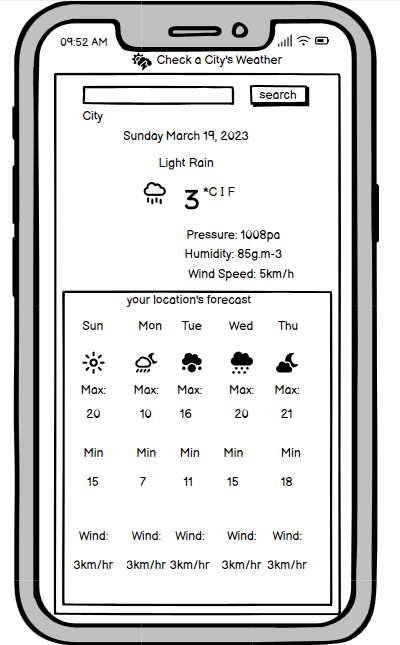 09:52 AM
Check a City's Weather
search
City
Sunday March 19, 2023
Light Rain
3 °C I F
Pressure: 1008pa
Humidity: 85g.m-3
Wind Speed: 5km/h
your location's forecast
Sun Mon Tue Wed Thu
Max: Max: Max: Max: Max:
20 10 16 20 21
Min Min Min Min Min
15 7 11 15 18
Wind: Wind: Wind: Wind: Wind:
3km/hr 3km/hr 3km/hr 3km/hr 3km/hr